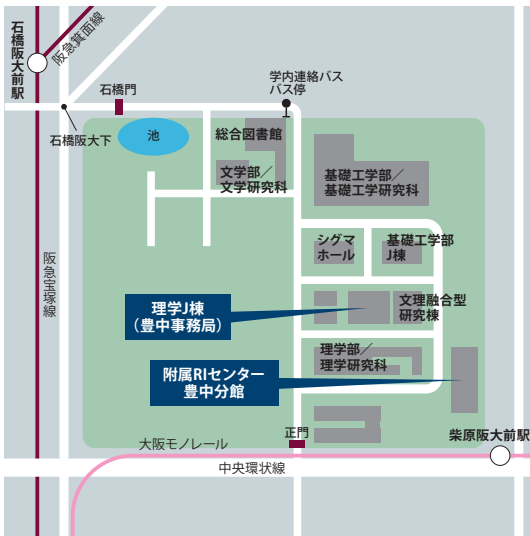 石橋阪大前駅
阪急箕面線
石橋門
学内連絡バス
バス停
石橋阪大下
池
総合図書館
文学部／
文学研究科
基礎工学部／
基礎工学研究科
シグマ
ホール
基礎工学部
J棟
阪急宝塚線
理学J棟
（豊中事務局）
文理融合型
研究棟
理学部／
理学研究科
附属RIセンター
豊中分館
正門
柴原阪大前駅
大阪モノレール
中央環状線